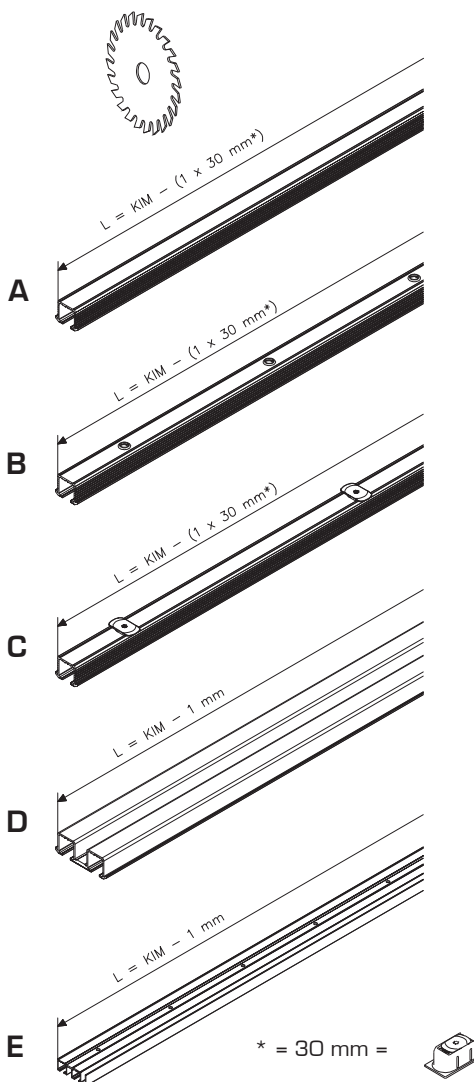 L = KIM - (1 x 30 mm*)
A
L = KIM - (1 x 30 mm*)
B
L = KIM - (1 x 30 mm*)
C
L = KIM - 1 mm
D
L = KIM - 1 mm
E
* = 30 mm =